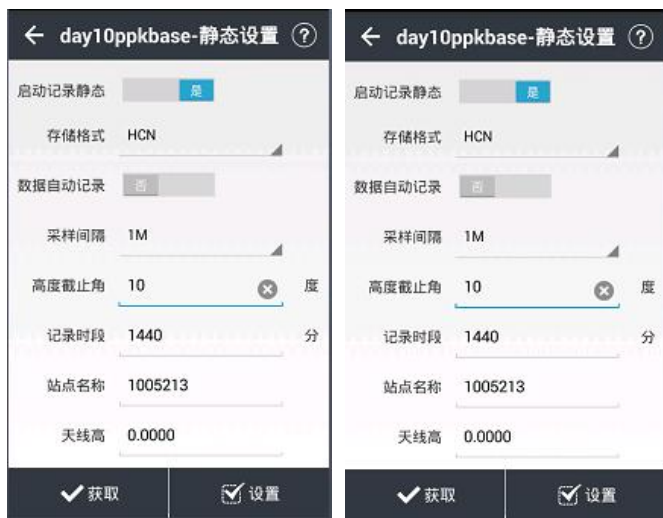 day10ppkbase-静态设置
启动记录静态 是
存储格式 HCN
数据自动记录 否
采样间隔 1M
高度截止角 10 度
记录时段 1440 分
站点名称 1005213
天线高 0.0000
获取 设置
day10ppkbase-静态设置
启动记录静态 是
存储格式 HCN
数据自动记录 否
采样间隔 1M
高度截止角 10 度
记录时段 1440 分
站点名称 1005213
天线高 0.0000
获取 设置